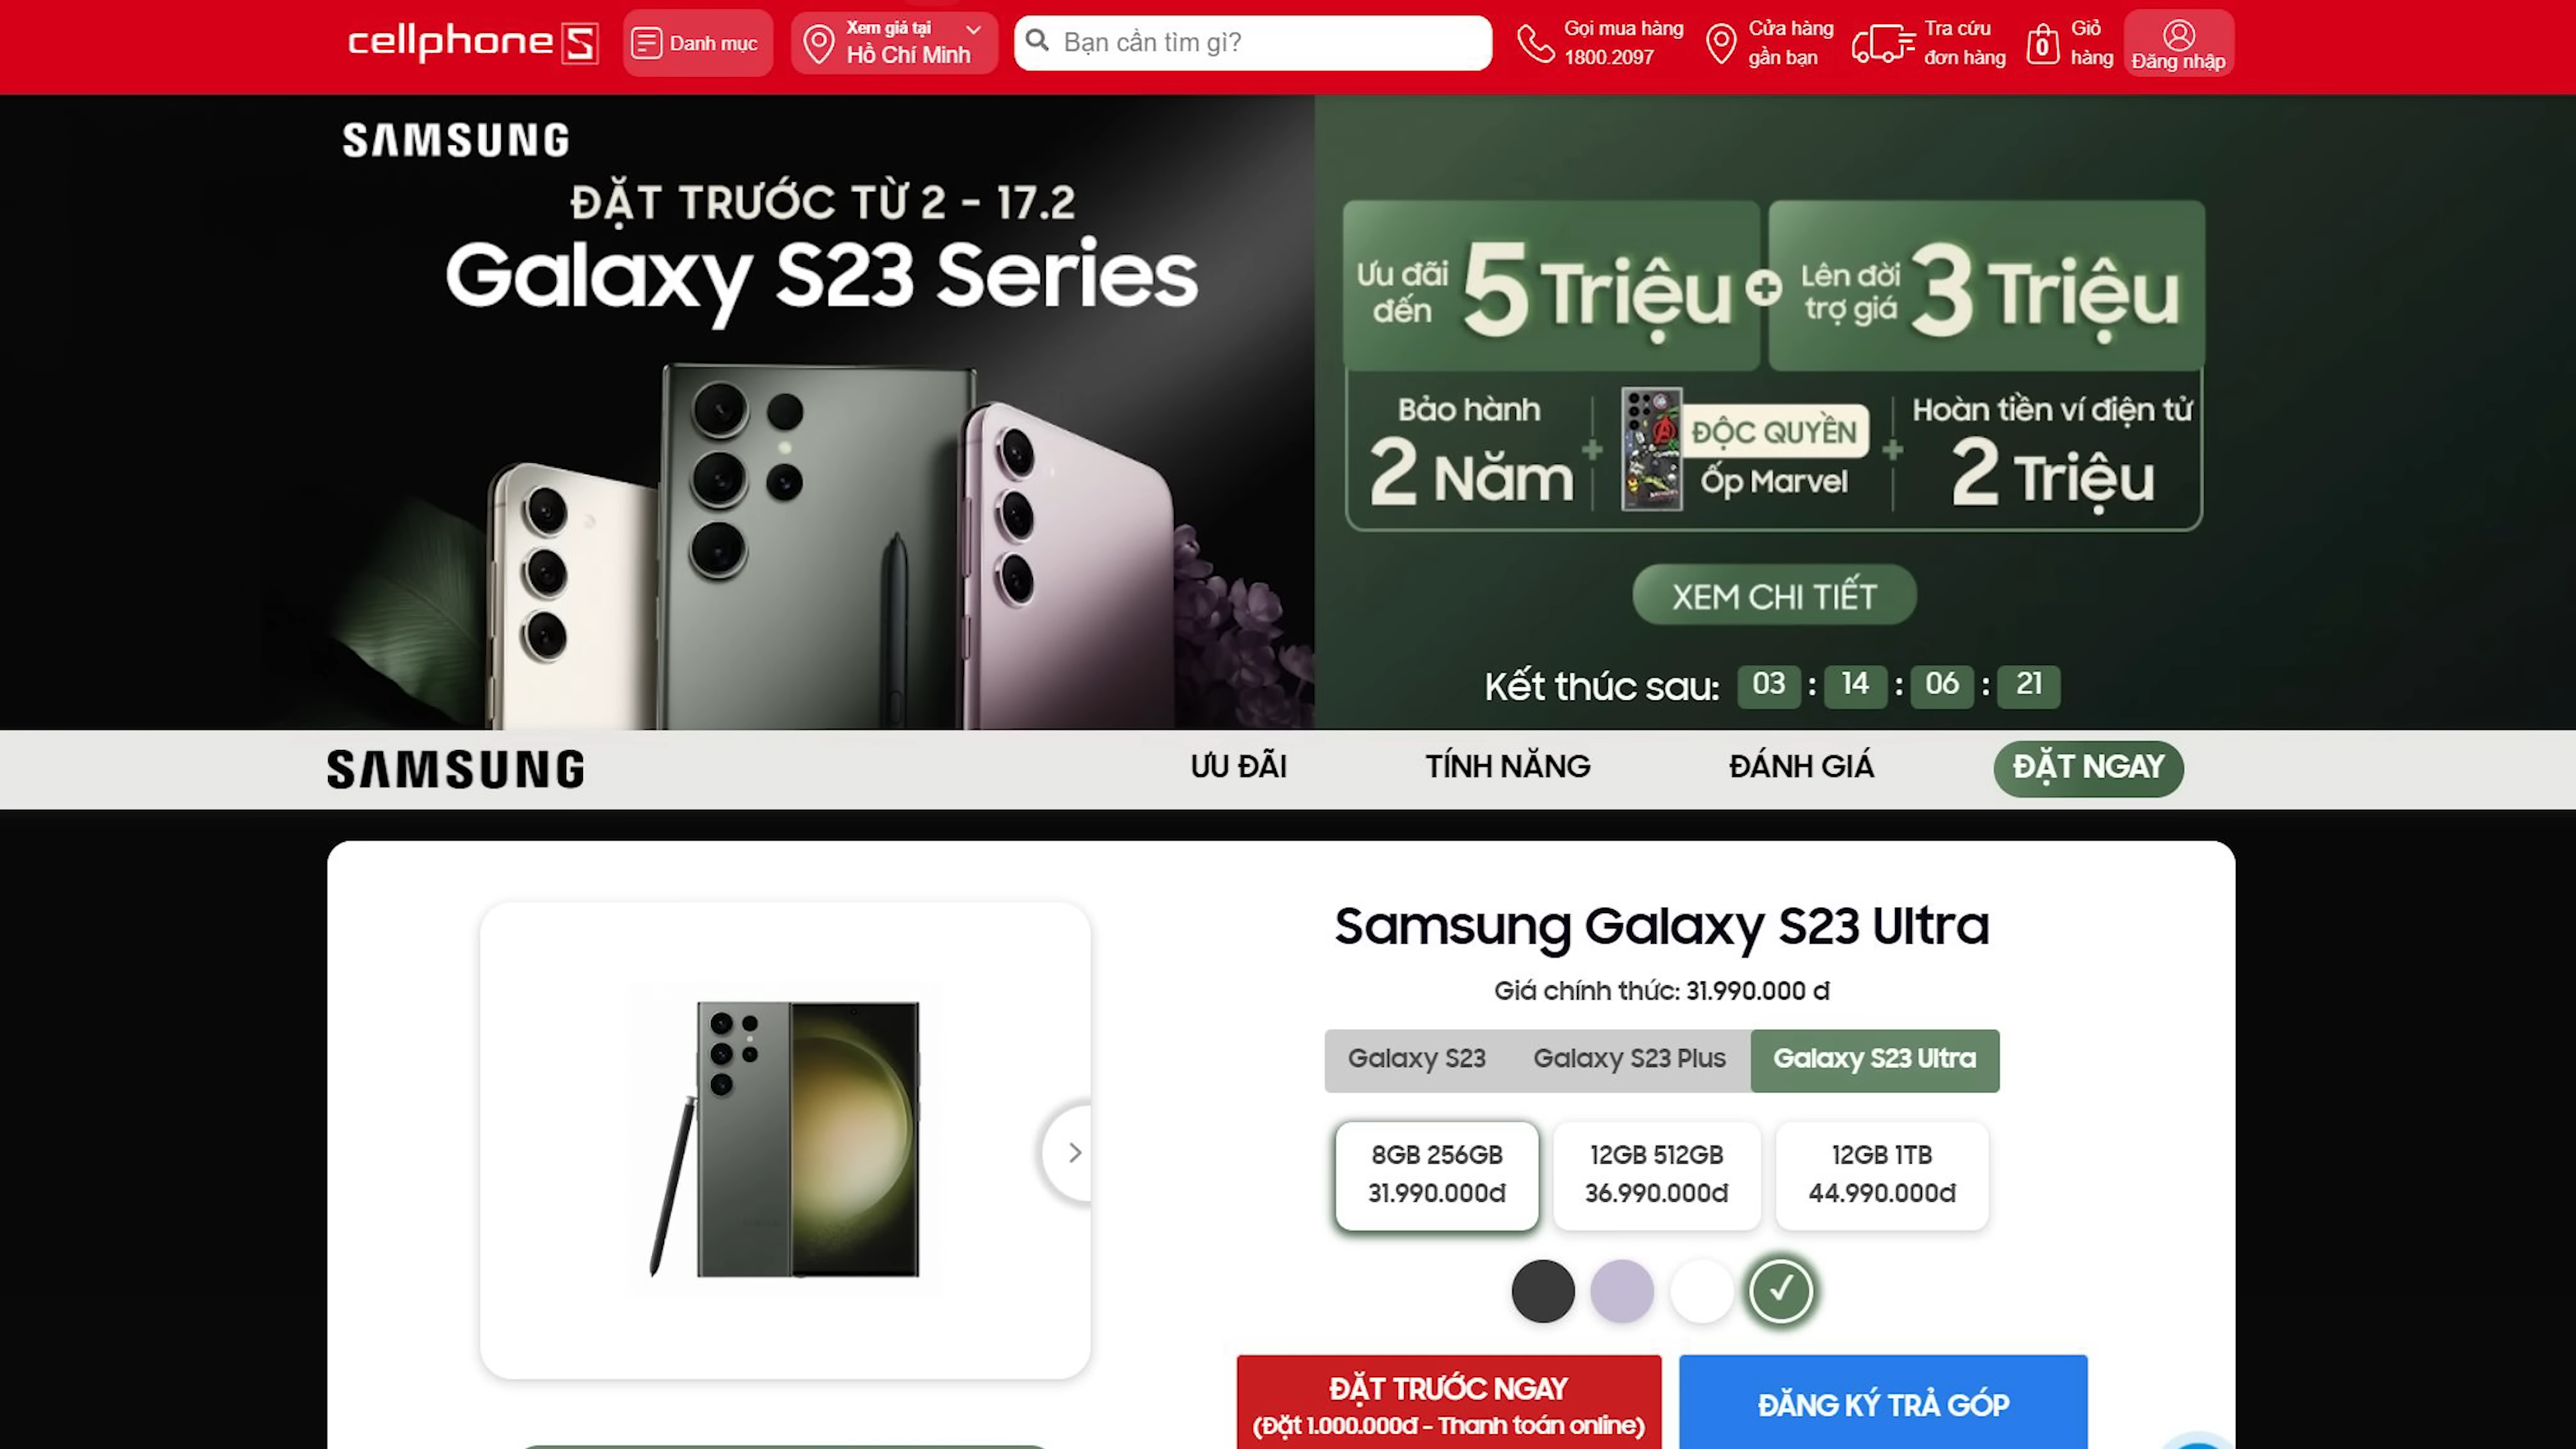 cellphoneS
Danh mục
Xem giá tại
Hồ Chí Minh
Bạn cần tìm gì?
Gọi mua hàng
1800.2097
Cửa hàng
gần bạn
Tra cứu
đơn hàng
0
Giỏ
hàng
Đăng nhập
SAMSUNG
ĐẶT TRƯỚC TỪ 2 - 17.2
Galaxy S23 Series
Ưu đãi
đến
5 Triệu
Lên đời
trợ giá
3 Triệu
Bảo hành
2 Năm
ĐỘC QUYỀN
Ốp Marvel
Hoàn tiền ví điện tử
2 Triệu
XEM CHI TIẾT
Kết thúc sau: 03 : 14 : 06 : 21
SAMSUNG
ƯU ĐÃI
TÍNH NĂNG
ĐÁNH GIÁ
ĐẶT NGAY
Samsung Galaxy S23 Ultra
Giá chính thức: 31.990.000 đ
Galaxy S23
Galaxy S23 Plus
Galaxy S23 Ultra
8GB 256GB
31.990.000đ
12GB 512GB
36.990.000đ
12GB 1TB
44.990.000đ
ĐẶT TRƯỚC NGAY
(Đặt 1.000.000đ - Thanh toán online)
ĐĂNG KÝ TRẢ GÓP